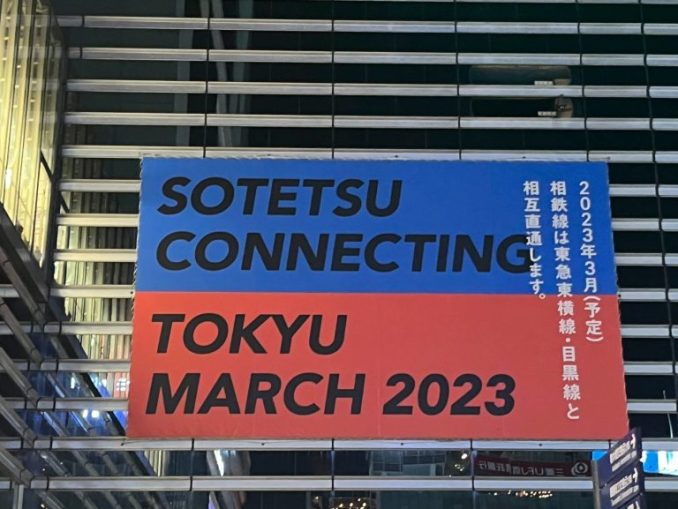 SOTETSU
CONNECTING
TOKYU
MARCH 2023
2023年3月(予定)
相鉄線は東急東横線・目黒線と
相互直通します。